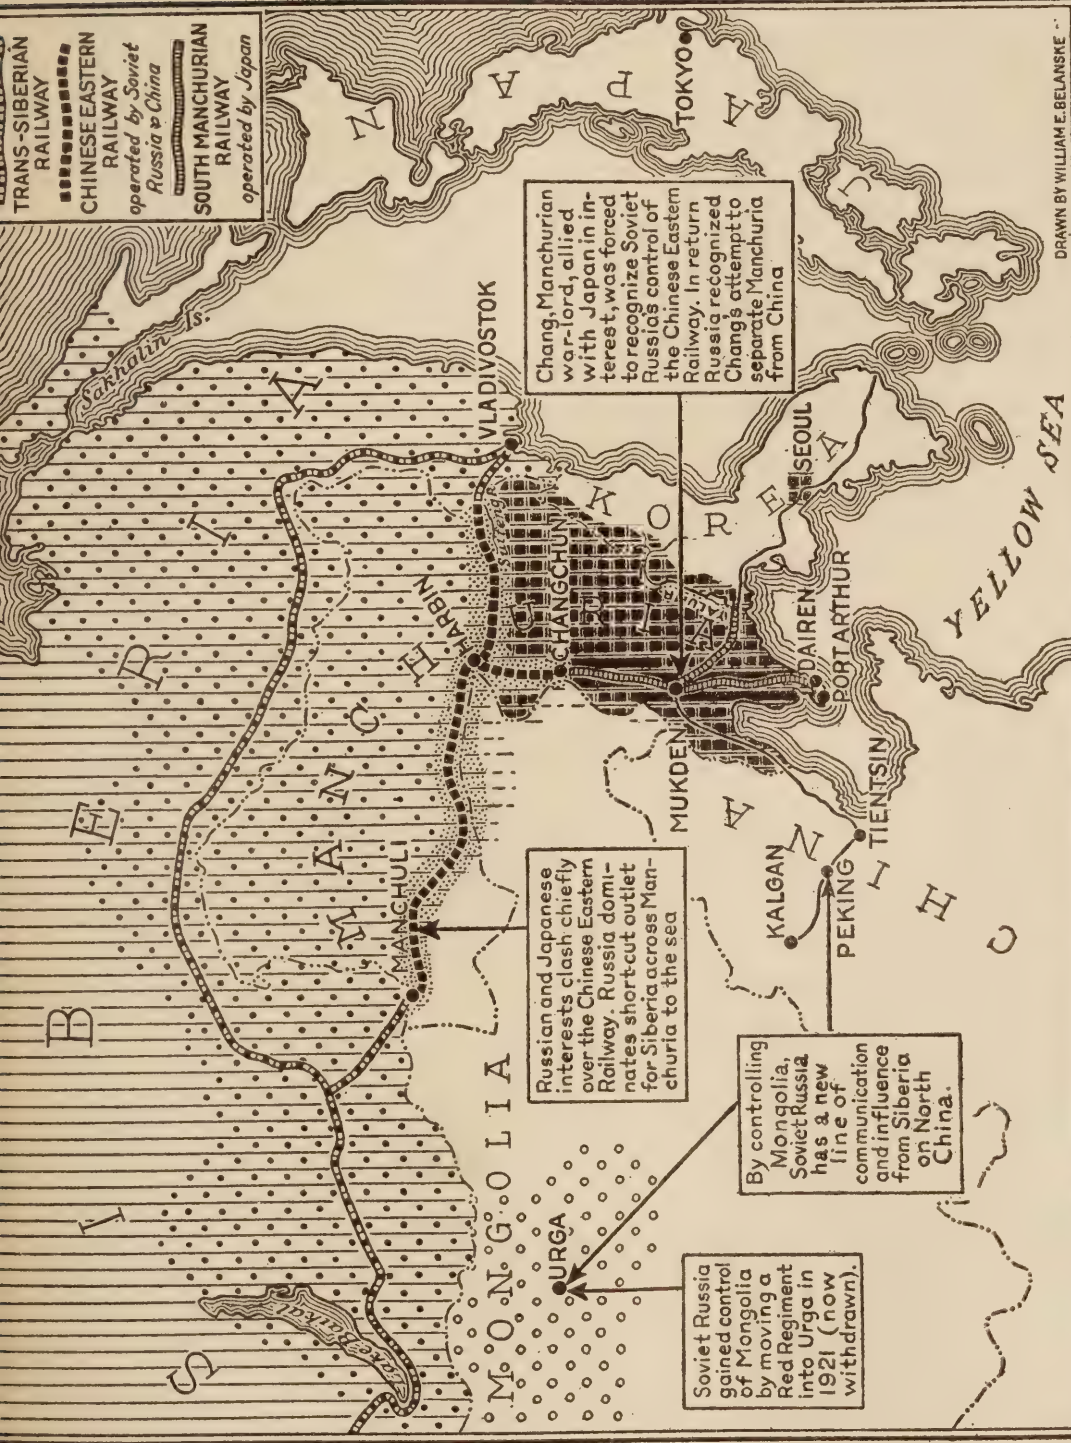 TRANS-SIBERIAN
RAILWAY
CHINESE EASTERN
RAILWAY
operated by Soviet
Russia & China
SOUTH MANCHURIAN
RAILWAY
operated by Japan
SIBERIA
Sakhalin Is.
Lake Baikal
MANCHURIA
MANCHULI
HARBIN
VLADIVOSTOK
CHANGCHUN
MUKDEN
DAIREN
PORT ARTHUR
KOREA
SEOUL
JAPAN
TOKYO
YELLOW SEA
CHINA
KALGAN
PEKING
TIENTSIN
MONGOLIA
URGA
Chang, Manchurian
war-lord, allied
with Japan in in-
terest, was forced
to recognize Soviet
Russia's control of
the Chinese Eastern
Railway. In return
Russia recognized
Chang's attempt to
separate Manchuria
from China
Russian and Japanese
interests clash chiefly
over the Chinese Eastern
Railway. Russia domi-
nates short-cut outlet
for Siberia across Man-
churia to the sea
By controlling
Mongolia,
Soviet Russia
has a new
line of
communication
and influence
from Siberia
on North
China.
Soviet Russia
gained control
of Mongolia
by moving a
Red Regiment
into Urga in
1921 (now
withdrawn).
DRAWN BY WILLIAM E. BELANSKE